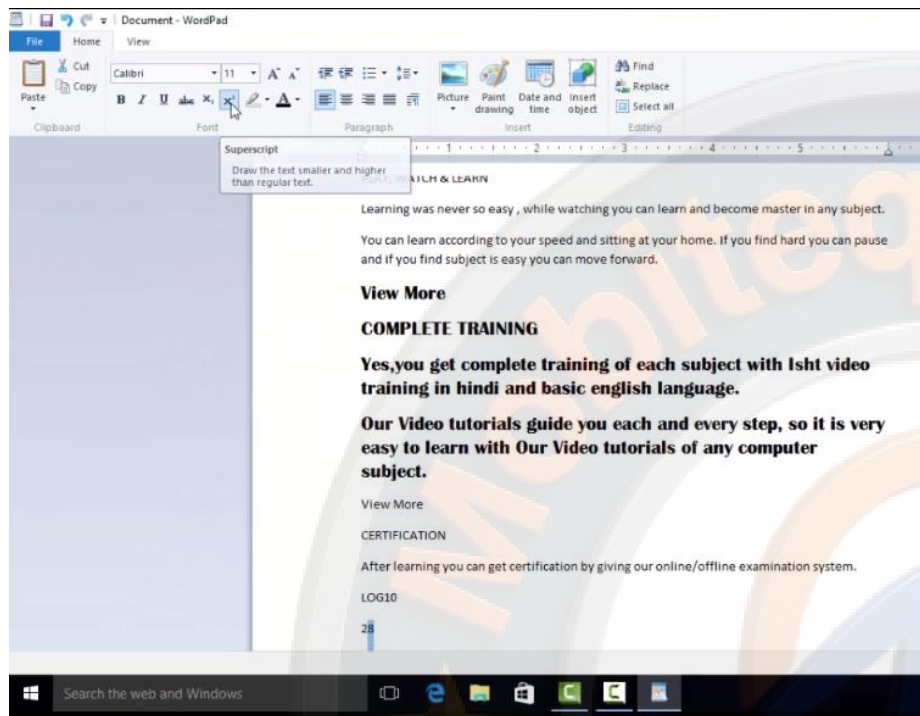 Document - WordPad
File Home View
Cut
Copy
Paste
Calibri 11
B I U abc
Picture Paint drawing Date and time Insert object
Find
Replace
Select all
Clipboard Font Paragraph Insert Editing
Superscript
Draw the text smaller and higher
than regular text.
1 2 3 4 5
WATCH & LEARN
Learning was never so easy , while watching you can learn and become master in any subject.
You can learn according to your speed and sitting at your home. If you find hard you can pause
and if you find subject is easy you can move forward.
View More
COMPLETE TRAINING
Yes,you get complete training of each subject with Isht video
training in hindi and basic english language.
Our Video tutorials guide you each and every step, so it is very
easy to learn with Our Video tutorials of any computer
subject.
View More
CERTIFICATION
After learning you can get certification by giving our online/offline examination system.
LOG10
28
Search the web and Windows